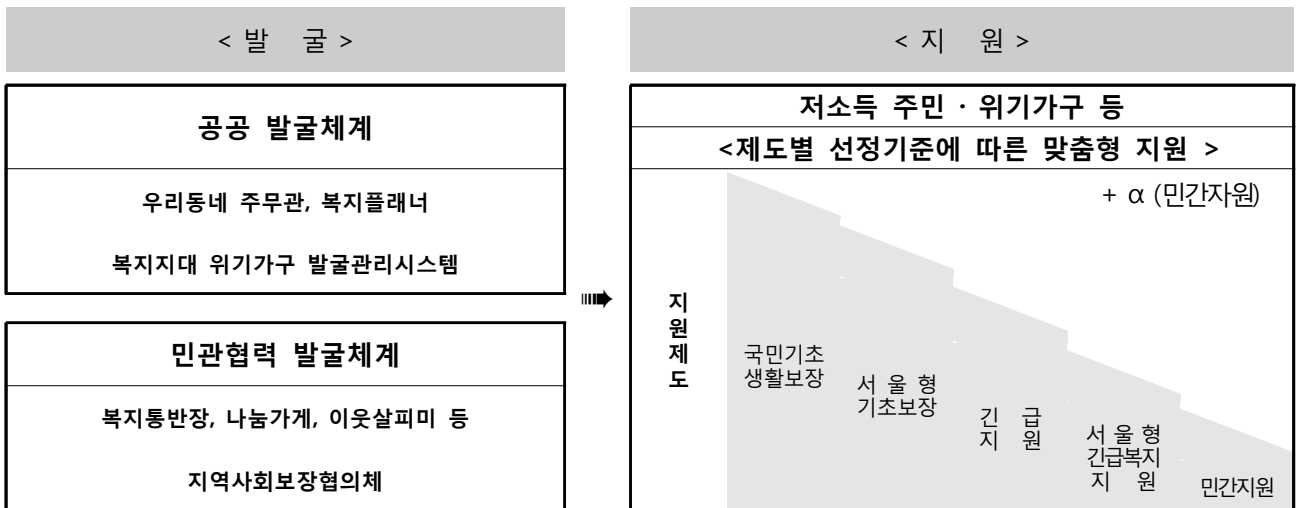 < 발 굴 >
공공 발굴체계
우리동네 주무관, 복지플래너
복지지대 위기가구 발굴관리시스템
민관협력 발굴체계
복지통반장, 나눔가게, 이웃살피미 등
지역사회보장협의체
➠
< 지 원 >
저소득 주민 · 위기가구 등
<제도별 선정기준에 따른 맞춤형 지원 >
+ α (민간자원)
지
원
제
도
국민기초
생활보장
서 울 형
기초보장
긴 급
지 원
서 울 형
긴급복지
지 원
민간지원